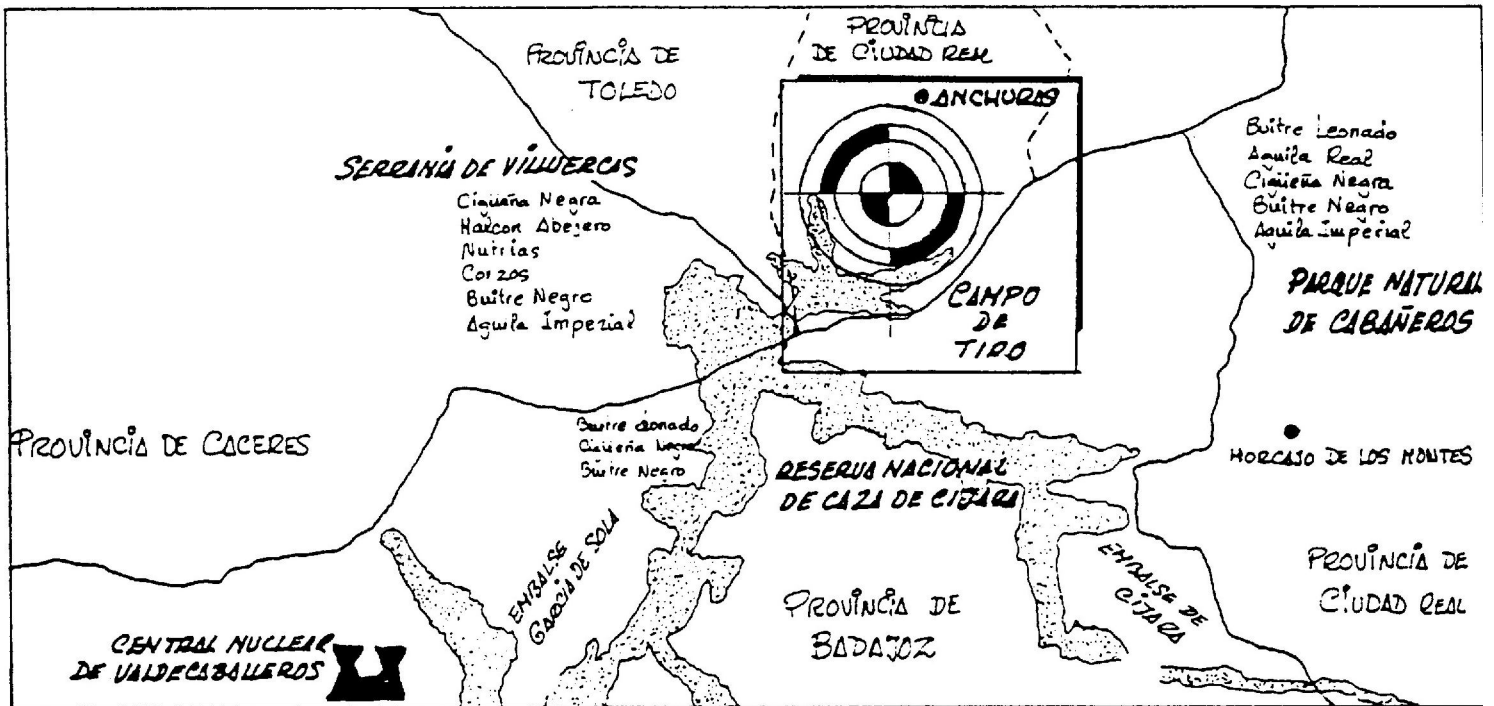 PROVINCIA DE
TOLEDO
PROVINCIA
DE CIUDAD REAL
ANCHURAS
SERRANIA DE VILLUERCAS
Cigüeña Negra
Halcon Abejero
Nutrias
Corzos
Buitre Negro
Aguila Imperial
Buitre Leonado
Aguila Real
Cigüeña Negra
Buitre Negro
Aguila Imperial
PARQUE NATURAL
DE CABAÑEROS
CAMPO
DE
TIRO
PROVINCIA DE CACERES
Buitre Leonado
Cigüeña Negra
Buitre Negro
RESERVA NACIONAL
DE CAZA DE CIJARA
HORCAJO DE LOS MONTES
EMBALSE
GARCIA DE SOLA
EMBALSE DE
CIJARA
PROVINCIA DE
CIUDAD REAL
PROVINCIA DE
BADAJOZ
CENTRAL NUCLEAR
DE VALDECABALLEROS